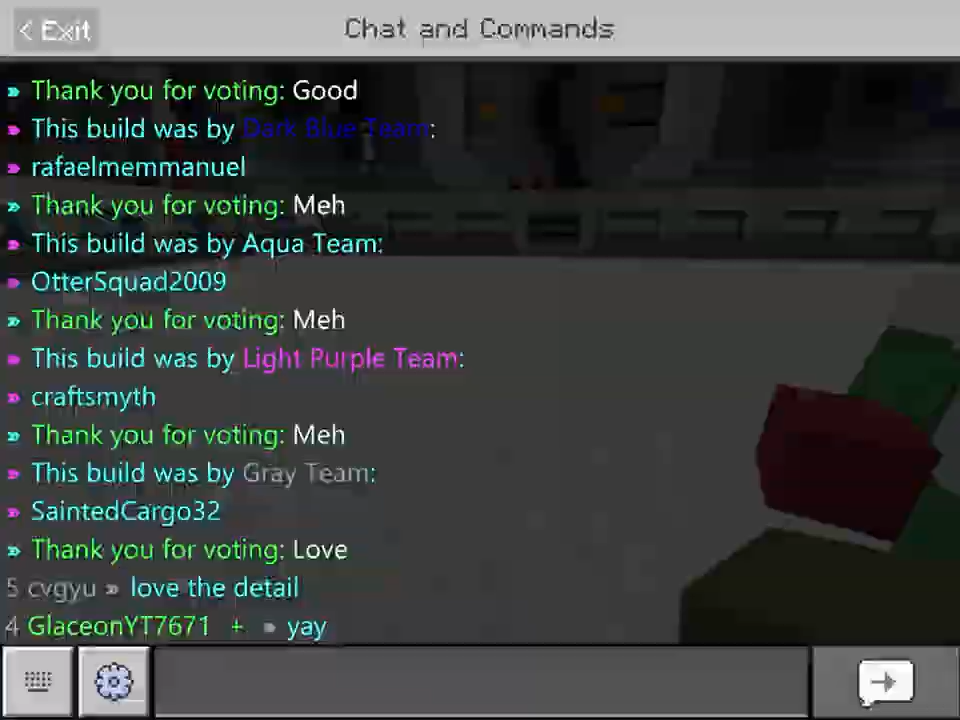 < Exit
Chat and Commands
» Thank you for voting: Good
» This build was by Dark Blue Team:
» rafaelmemmanuel
» Thank you for voting: Meh
» This build was by Aqua Team:
» OtterSquad2009
» Thank you for voting: Meh
» This build was by Light Purple Team:
» craftsmyth
» Thank you for voting: Meh
» This build was by Gray Team:
» SaintedCargo32
» Thank you for voting: Love
5 cvgyu » love the detail
4 GlaceonYT7671 + » yay